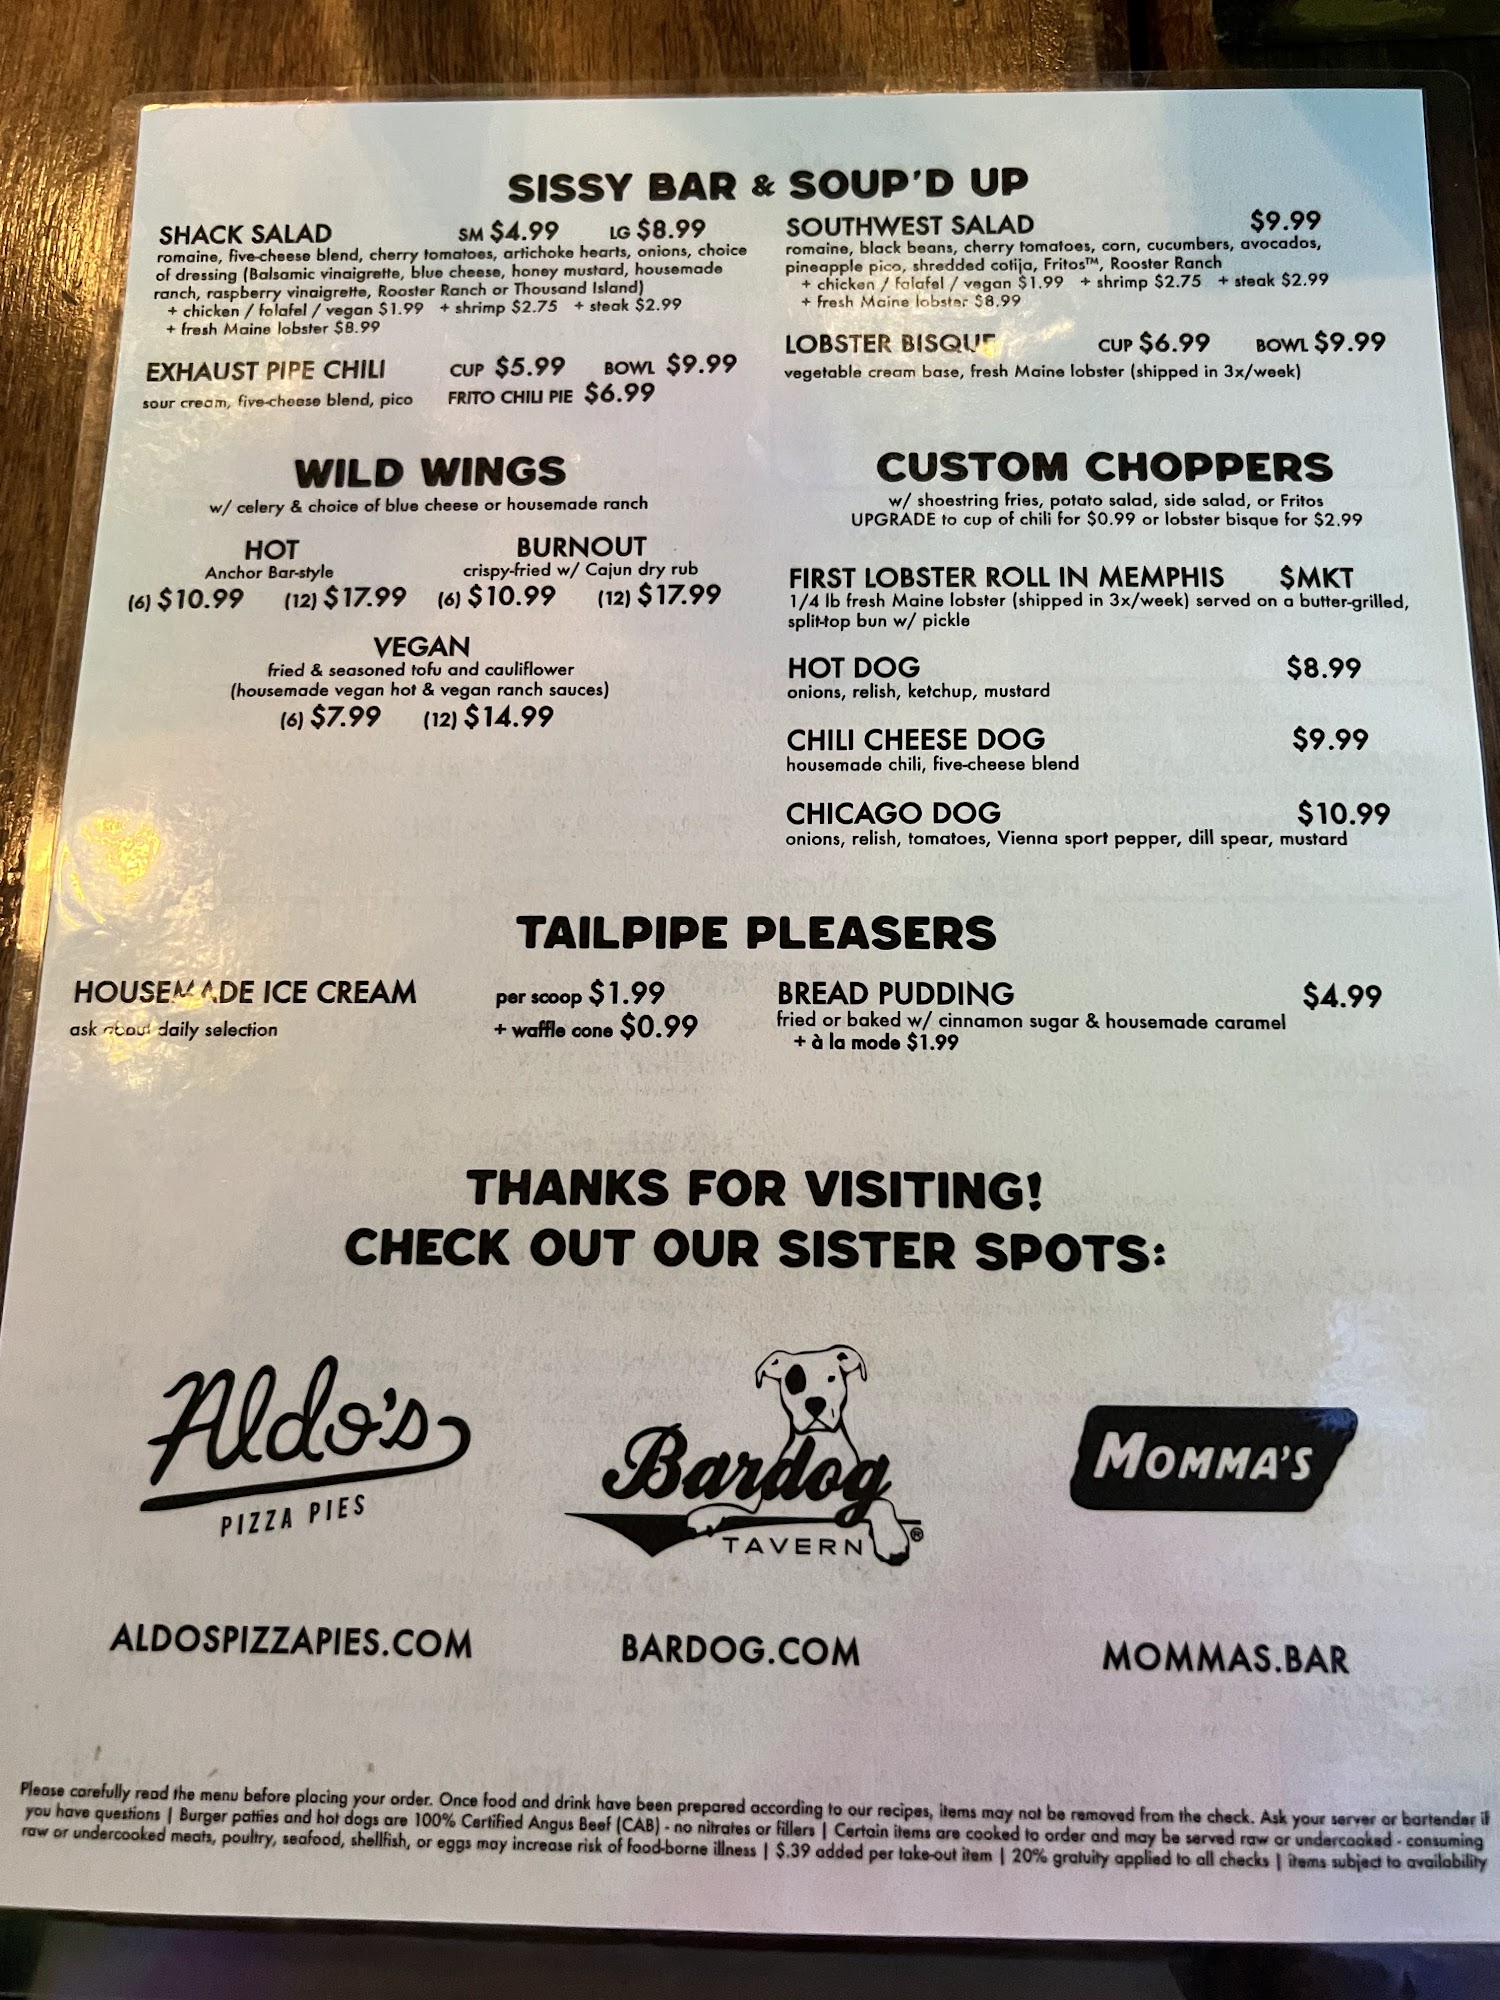 SISSY BAR & SOUP'D UP
SHACK SALAD SM $4.99 LG $8.99
romaine, five-cheese blend, cherry tomatoes, artichoke hearts, onions, choice
of dressing (Balsamic vinaigrette, blue cheese, honey mustard, housemade
ranch, raspberry vinaigrette, Rooster Ranch or Thousand Island)
+ chicken / falafel / vegan $1.99 + shrimp $2.75 + steak $2.99
+ fresh Maine lobster $8.99
EXHAUST PIPE CHILI CUP $5.99 BOWL $9.99
sour cream, five-cheese blend, pico FRITO CHILI PIE $6.99
SOUTHWEST SALAD $9.99
romaine, black beans, cherry tomatoes, corn, cucumbers, avocados,
pineapple pico, shredded cotija, Fritos™, Rooster Ranch
+ chicken / falafel / vegan $1.99 + shrimp $2.75 + steak $2.99
+ fresh Maine lobster $8.99
LOBSTER BISQUE CUP $6.99 BOWL $9.99
vegetable cream base, fresh Maine lobster (shipped in 3x/week)
WILD WINGS
w/ celery & choice of blue cheese or housemade ranch
HOT
Anchor Bar-style
(6) $10.99 (12) $17.99
BURNOUT
crispy-fried w/ Cajun dry rub
(6) $10.99 (12) $17.99
VEGAN
fried & seasoned tofu and cauliflower
(housemade vegan hot & vegan ranch sauces)
(6) $7.99 (12) $14.99
CUSTOM CHOPPERS
w/ shoestring fries, potato salad, side salad, or Fritos
UPGRADE to cup of chili for $0.99 or lobster bisque for $2.99
FIRST LOBSTER ROLL IN MEMPHIS $MKT
1/4 lb fresh Maine lobster (shipped in 3x/week) served on a butter-grilled,
split-top bun w/ pickle
HOT DOG $8.99
onions, relish, ketchup, mustard
CHILI CHEESE DOG $9.99
housemade chili, five-cheese blend
CHICAGO DOG $10.99
onions, relish, tomatoes, Vienna sport pepper, dill spear, mustard
TAILPIPE PLEASERS
HOUSEMADE ICE CREAM per scoop $1.99
ask about daily selection + waffle cone $0.99
BREAD PUDDING $4.99
fried or baked w/ cinnamon sugar & housemade caramel
+ à la mode $1.99
THANKS FOR VISITING!
CHECK OUT OUR SISTER SPOTS:
Aldo's
PIZZA PIES
Bardog
TAVERN ®
MOMMA'S
ALDOSPIZZAPIES.COM
BARDOG.COM
MOMMAS.BAR
Please carefully read the menu before placing your order. Once food and drink have been prepared according to our recipes, items may not be removed from the check. Ask your server or bartender if
you have questions | Burger patties and hot dogs are 100% Certified Angus Beef (CAB) - no nitrates or fillers | Certain items are cooked to order and may be served raw or undercooked - consuming
raw or undercooked meats, poultry, seafood, shellfish, or eggs may increase risk of food-borne illness | $.39 added per take-out item | 20% gratuity applied to all checks | items subject to availability